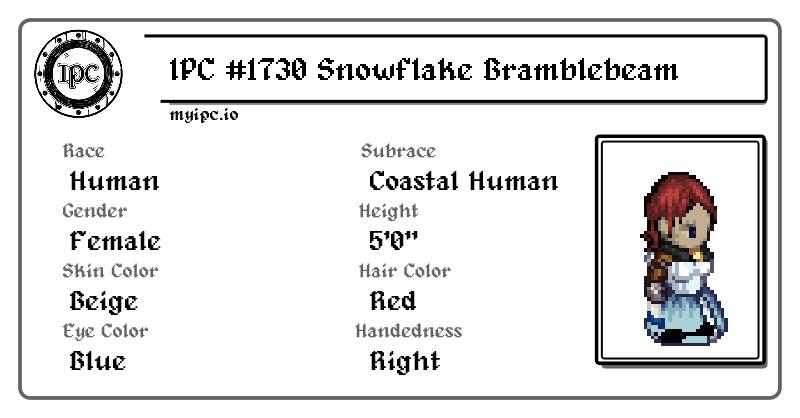 IPC
IPC #1730 Snowflake Bramblebeam
myipc.io
Race
Human
Subrace
Coastal Human
Gender
Female
Height
5'0"
Skin Color
Beige
Hair Color
Red
Eye Color
Blue
Handedness
Right